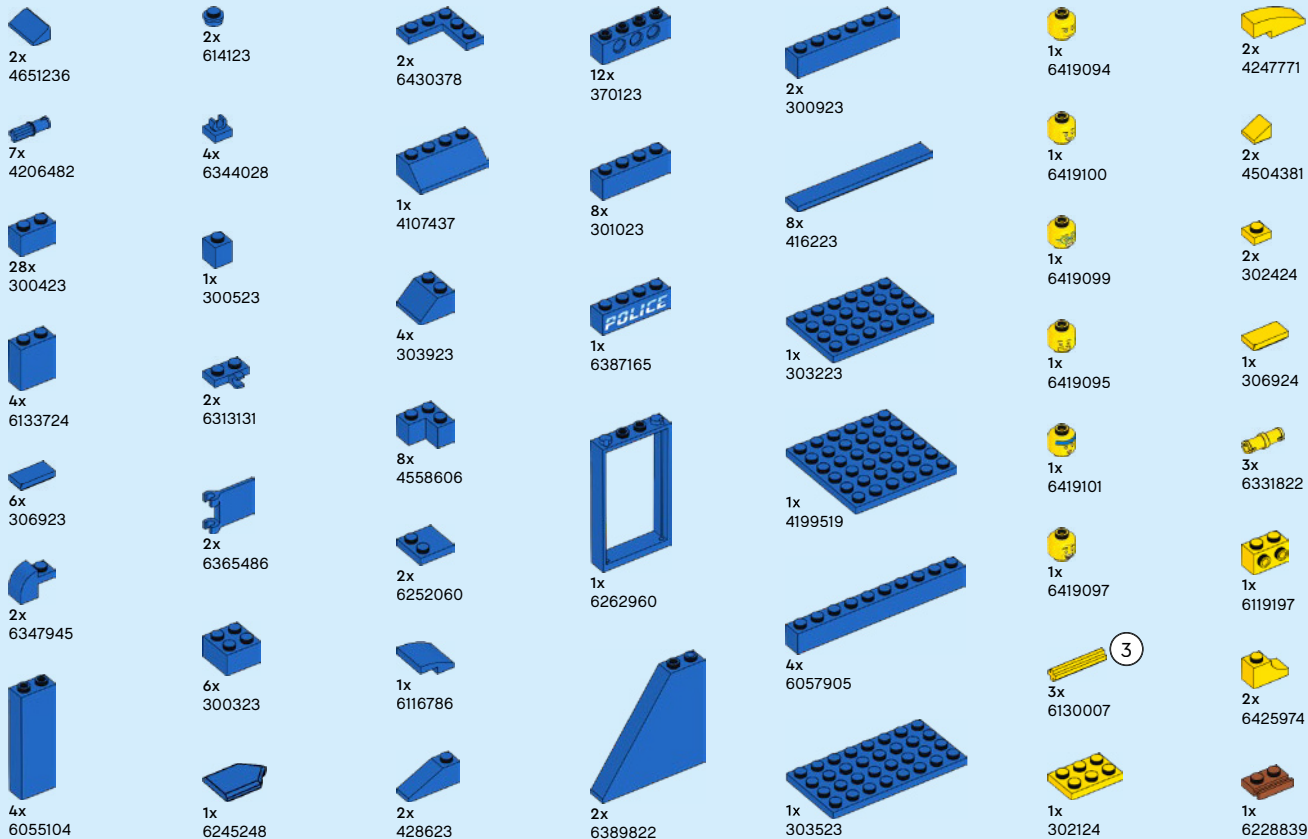 2x
4651236
7x
4206482
28x
300423
4x
6133724
6x
306923
2x
6347945
4x
6055104
2x
614123
4x
6344028
1x
300523
2x
6313131
2x
6365486
6x
300323
1x
6245248
2x
6430378
1x
4107437
4x
303923
8x
4558606
2x
6252060
1x
6116786
2x
428623
12x
370123
8x
301023
POLICE
1x
6387165
1x
6262960
2x
6389822
2x
300923
8x
416223
1x
303223
1x
4199519
4x
6057905
1x
303523
1x
6419094
1x
6419100
1x
6419099
1x
6419095
1x
6419101
1x
6419097
3
3x
6130007
1x
302124
2x
4247771
2x
4504381
2x
302424
1x
306924
3x
6331822
1x
6119197
2x
6425974
1x
6228839